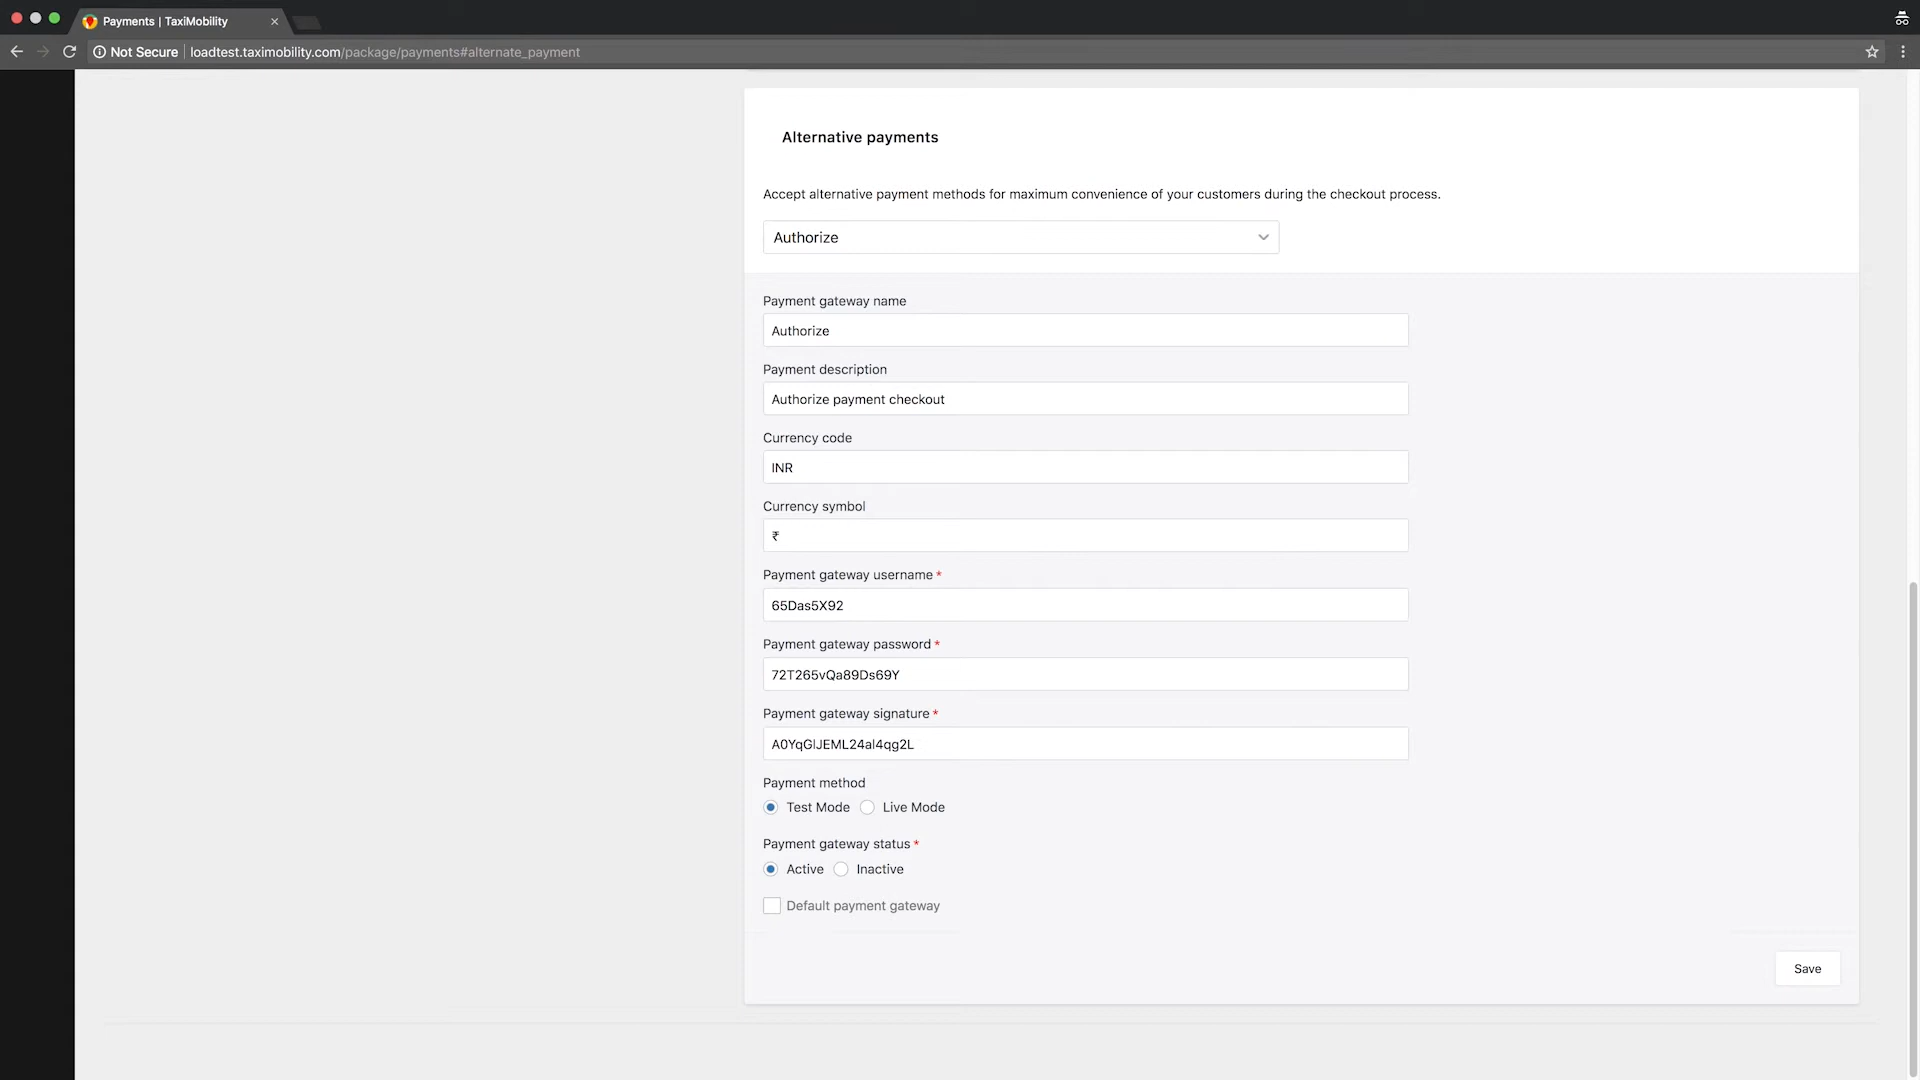 Payments | TaxiMobility
Not Secure loadtest.taximobility.com/package/payments#alternate_payment
Alternative payments
Accept alternative payment methods for maximum convenience of your customers during the checkout process.
Authorize
Payment gateway name
Authorize
Payment description
Authorize payment checkout
Currency code
INR
Currency symbol
₹
Payment gateway username *
65Das5X92
Payment gateway password *
72T265vQa89Ds69Y
Payment gateway signature *
A0YqGlJEML24al4qg2L
Payment method
Test Mode Live Mode
Payment gateway status *
Active Inactive
Default payment gateway
Save